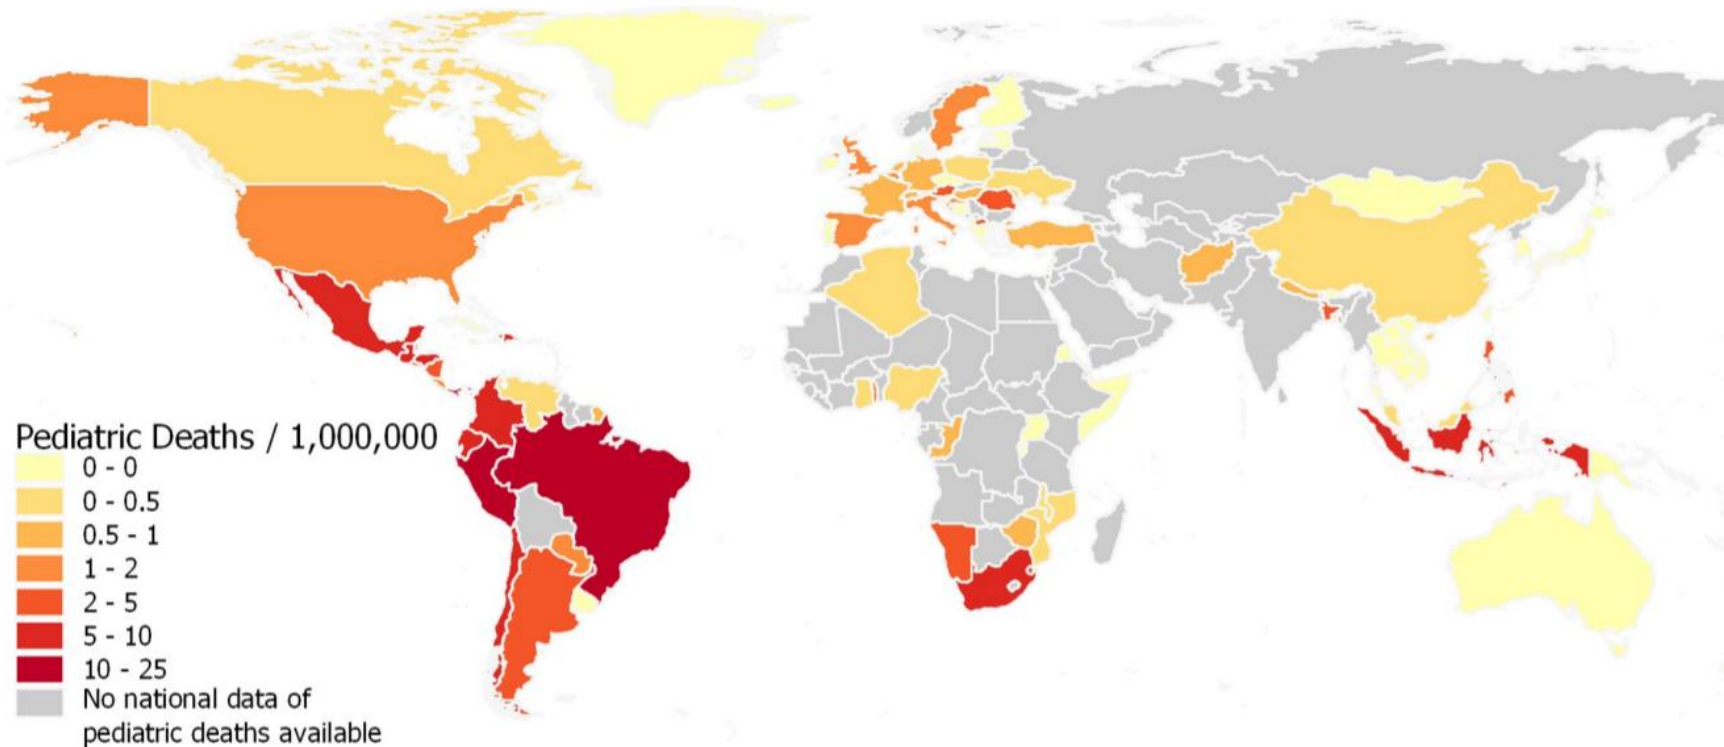 Pediatric Deaths / 1,000,000
0 - 0
0 - 0.5
0.5 - 1
1 - 2
2 - 5
5 - 10
10 - 25
No national data of
pediatric deaths available